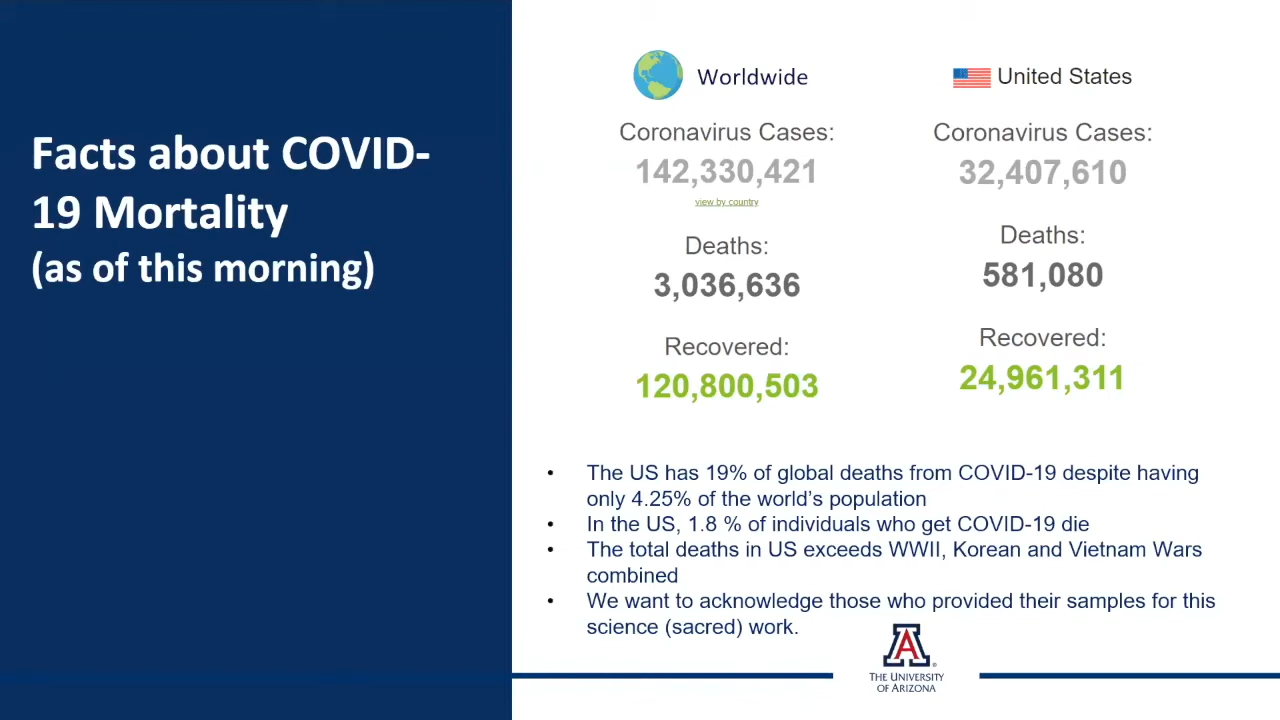 Facts about COVID-
19 Mortality
(as of this morning)
Worldwide
Coronavirus Cases:
142,330,421
view by country
Deaths:
3,036,636
Recovered:
120,800,503
United States
Coronavirus Cases:
32,407,610
Deaths:
581,080
Recovered:
24,961,311
• The US has 19% of global deaths from COVID-19 despite having
only 4.25% of the world's population
• In the US, 1.8 % of individuals who get COVID-19 die
• The total deaths in US exceeds WWII, Korean and Vietnam Wars
combined
• We want to acknowledge those who provided their samples for this
science (sacred) work.
A
THE UNIVERSITY
OF ARIZONA